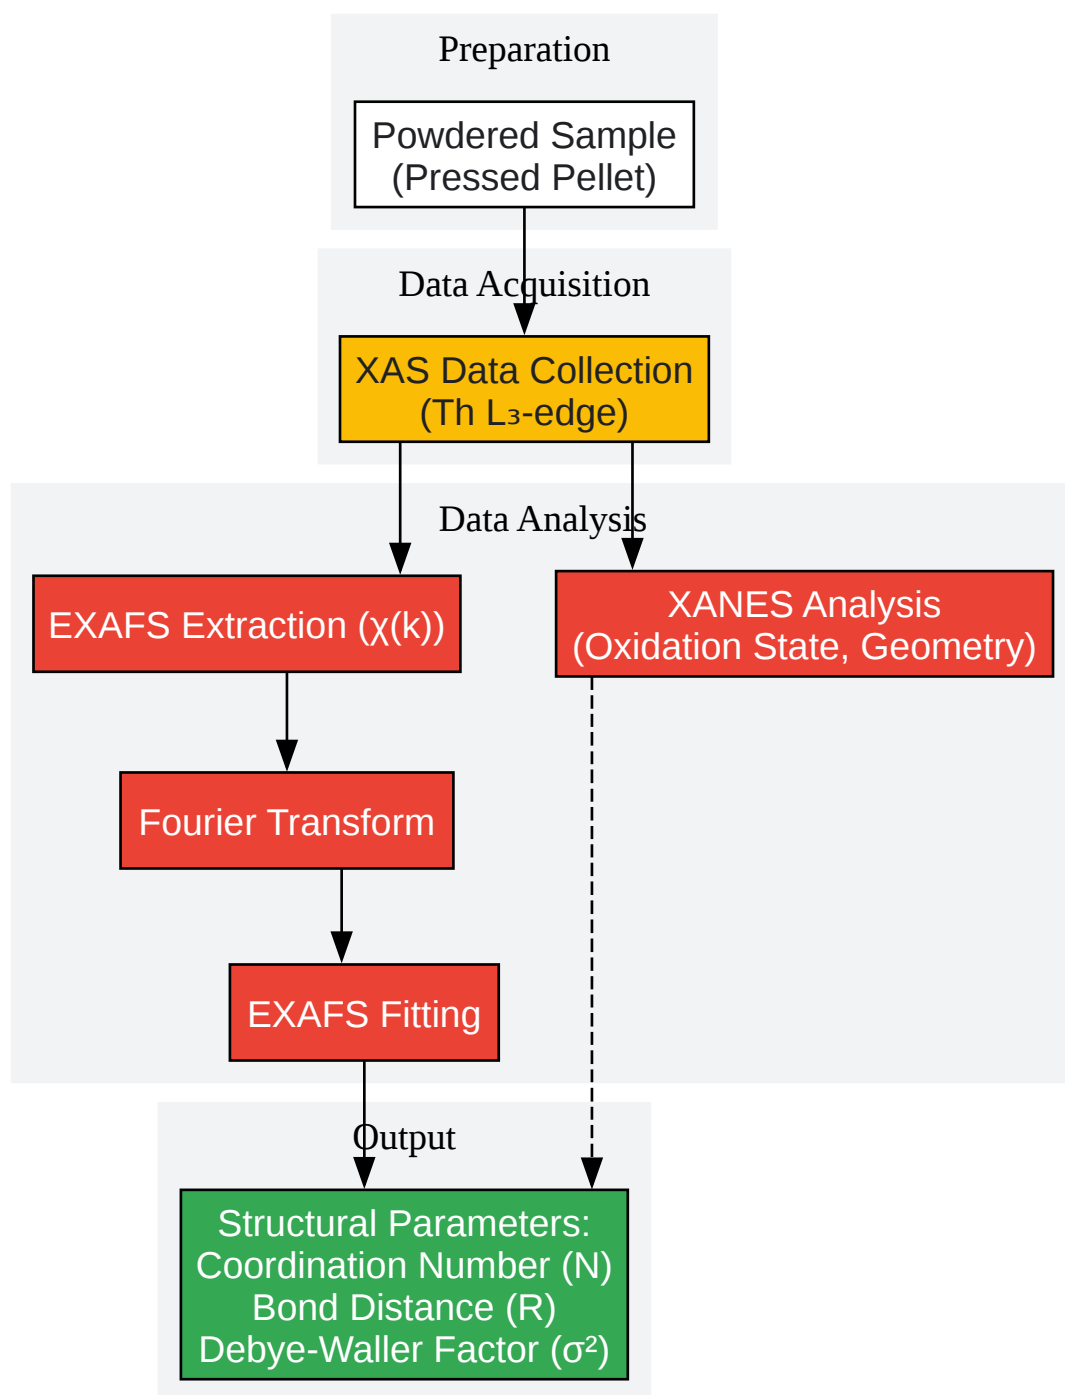 Preparation
Powdered Sample
(Pressed Pellet)
Data Acquisition
XAS Data Collection
(Th L₃-edge)
Data Analysis
EXAFS Extraction (χ(k))
XANES Analysis
(Oxidation State, Geometry)
Fourier Transform
EXAFS Fitting
Output
Structural Parameters:
Coordination Number (N)
Bond Distance (R)
Debye-Waller Factor (σ²)